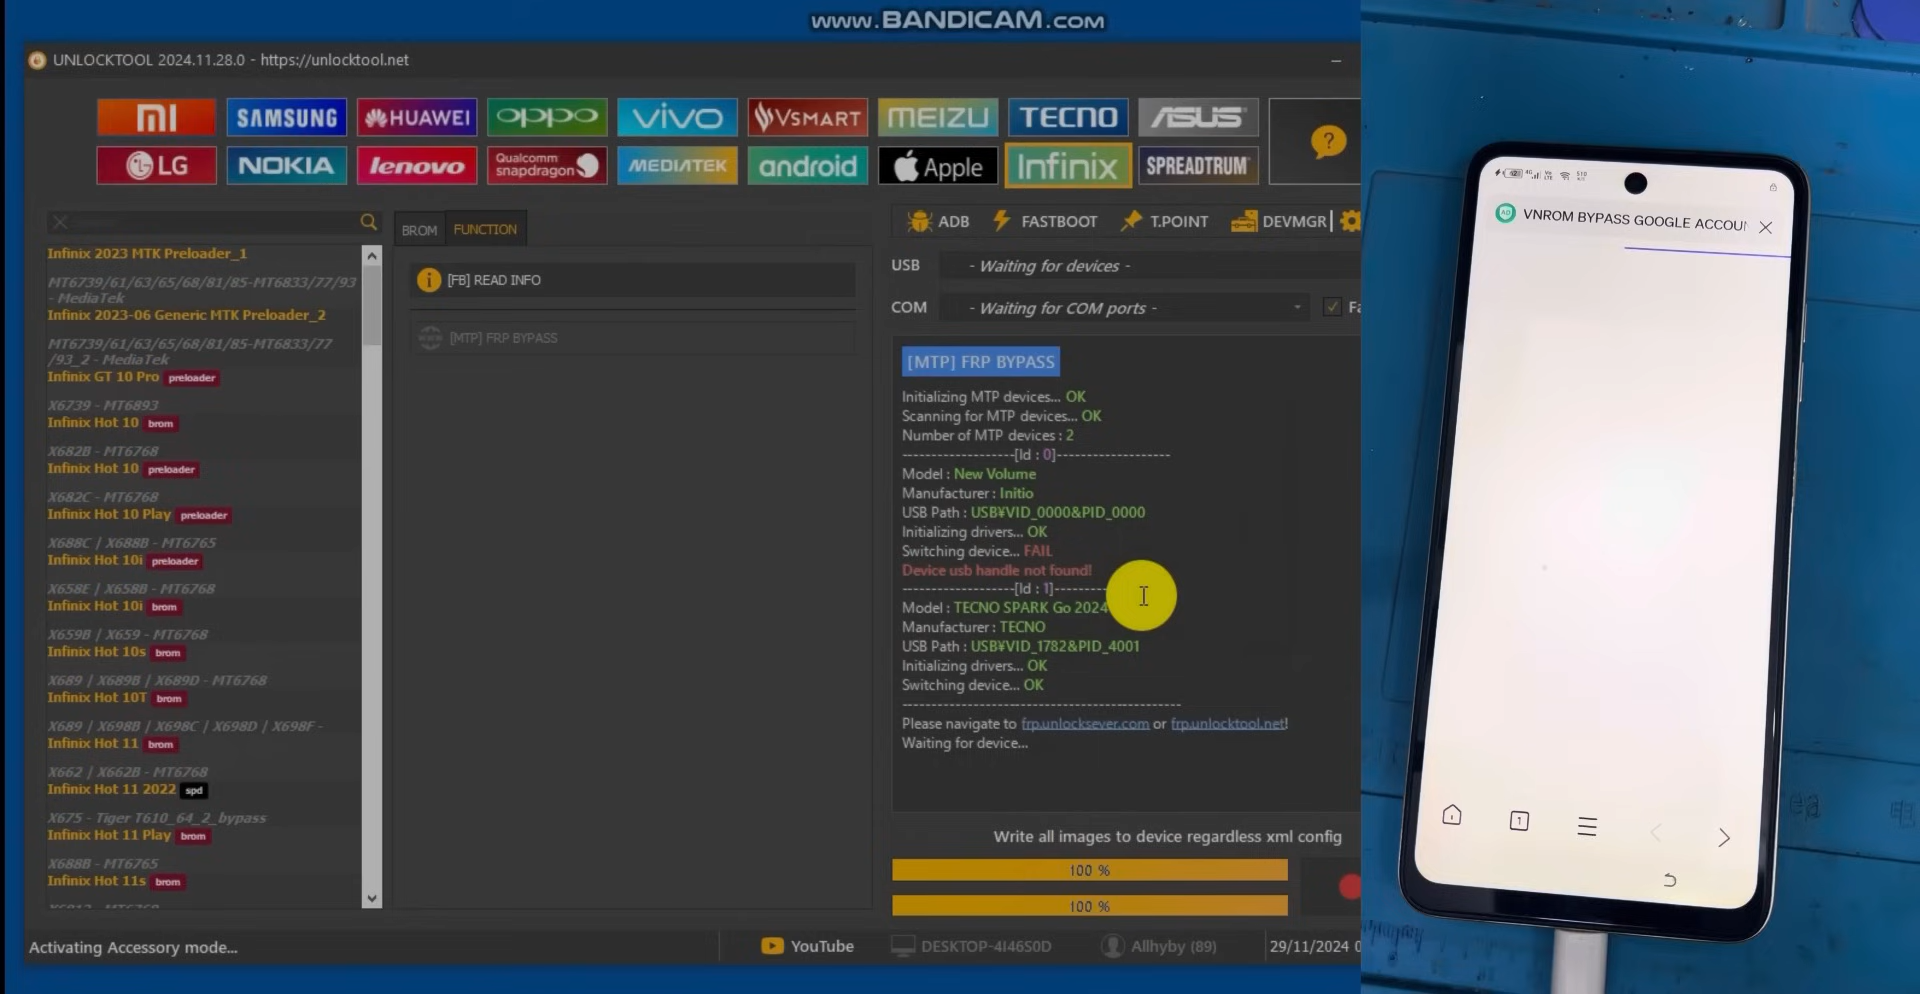 WWW.BANDICAM.COM
UNLOCKTOOL 2024.11.28.0 - https://unlocktool.net
MI SAMSUNG HUAWEI oppo vivo VSMART MEIZU TECNO ASUS
LG NOKIA lenovo Qualcomm snapdragon MEDIATEK android Apple Infinix SPREADTRUM ?
BROM FUNCTION
ADB FASTBOOT T.POINT DEVMGR
Infinix 2023 MTK Preloader_1
MT6739/61/63/65/68/81/85-MT6833/77/93
- MediaTek
Infinix 2023-06 Generic MTK Preloader_2
MT6739/61/63/65/68/81/85-MT6833/77
/93_2 - MediaTek
Infinix GT 10 Pro preloader
X6739 - MT6893
Infinix Hot 10 brom
X682B - MT6768
Infinix Hot 10 preloader
X682C - MT6768
Infinix Hot 10 Play preloader
X688C | X688B - MT6765
Infinix Hot 10i preloader
X658E | X658B - MT6768
Infinix Hot 10i brom
X659B | X659 - MT6768
Infinix Hot 10s brom
X689 | X689B | X689D - MT6768
Infinix Hot 10T brom
X689 | X698B | X698C | X698D | X698F -
Infinix Hot 11 brom
X662 | X662B - MT6768
Infinix Hot 11 2022 spd
X675 - Tiger T610_64_2_bypass
Infinix Hot 11 Play brom
X688B - MT6765
Infinix Hot 11s brom
[FB] READ INFO
[MTP] FRP BYPASS
USB - Waiting for devices -
COM - Waiting for COM ports - Fa
[MTP] FRP BYPASS
Initializing MTP devices... OK
Scanning for MTP devices... OK
Number of MTP devices : 2
-------------------[Id : 0]-------------------
Model : New Volume
Manufacturer : Initio
USB Path : USB¥VID_0000&PID_0000
Initializing drivers... OK
Switching device... FAIL
Device usb handle not found!
-------------------[Id : 1]---------
Model : TECNO SPARK Go 2024
Manufacturer : TECNO
USB Path : USB¥VID_1782&PID_4001
Initializing drivers... OK
Switching device... OK
-----------------------------------------------
Please navigate to frp.unlocksever.com or frp.unlocktool.net!
Waiting for device...
Write all images to device regardless xml config
100 %
100 %
Activating Accessory mode...
YouTube DESKTOP-4I46S0D Allhyby (89) 29/11/2024 0
VNROM BYPASS GOOGLE ACCOU
1